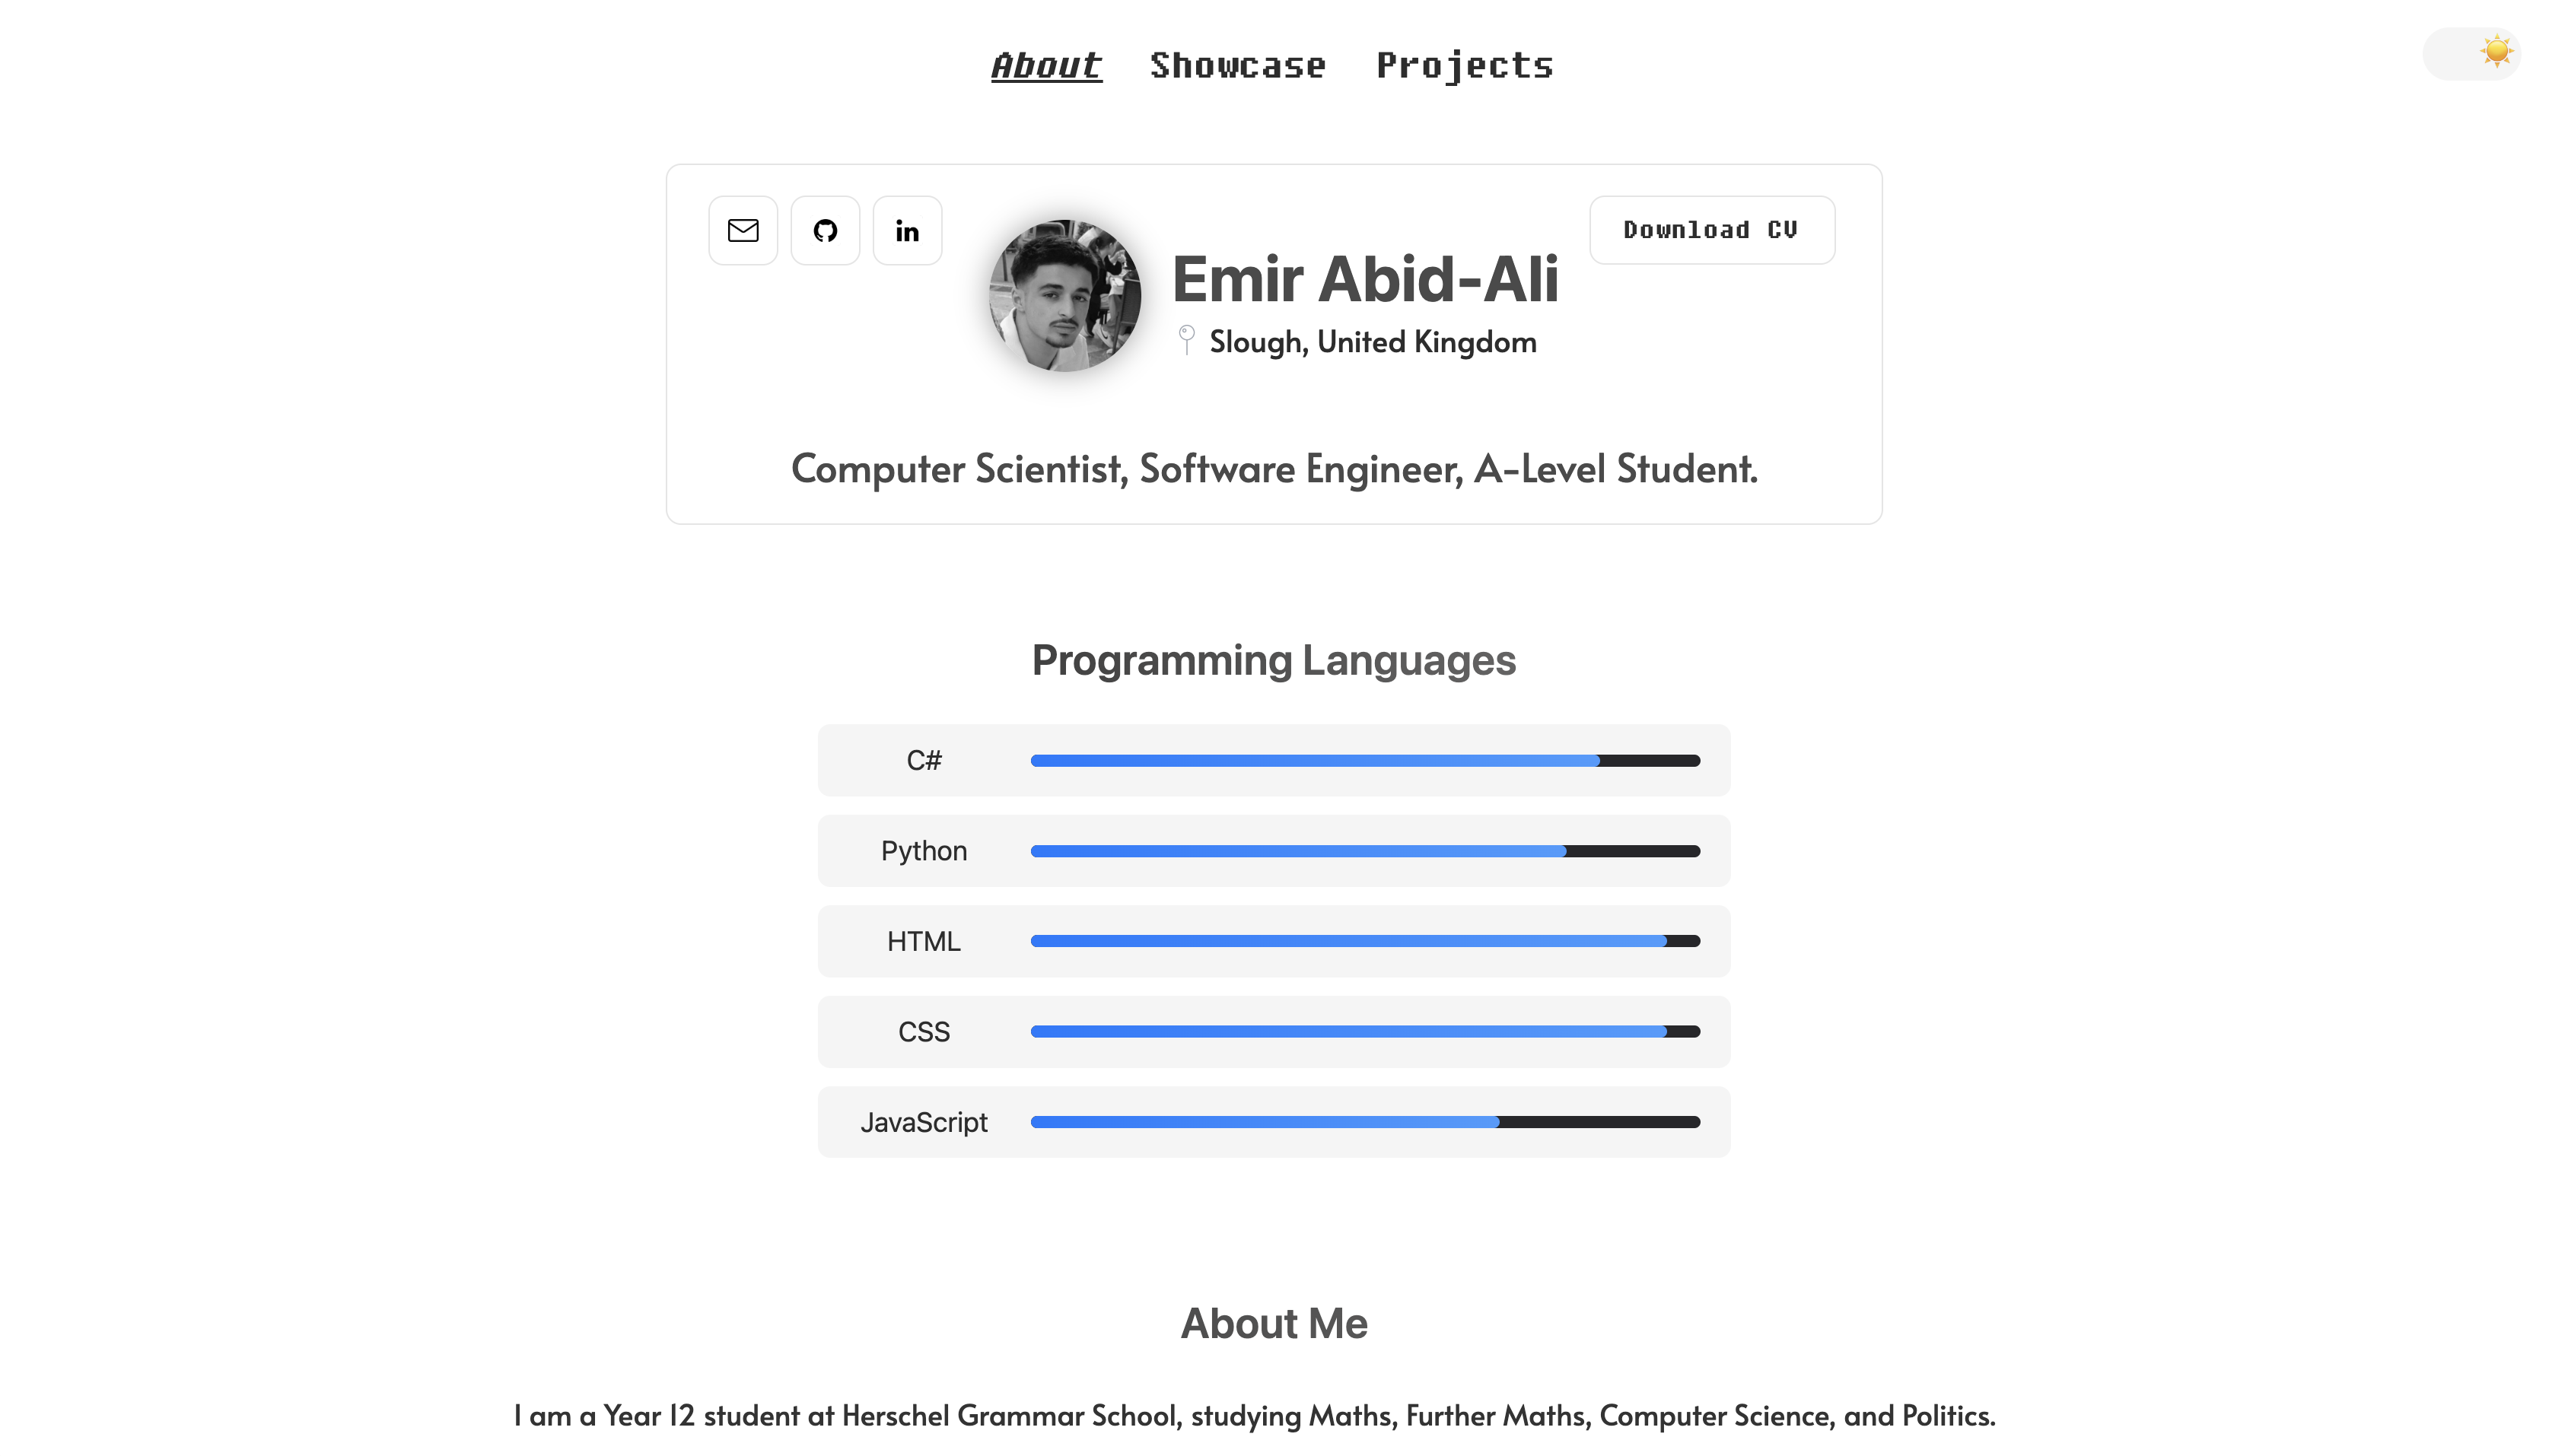 About Showcase Projects
Download CV
Emir Abid-Ali
Slough, United Kingdom
Computer Scientist, Software Engineer, A-Level Student.
Programming Languages
C#
Python
HTML
CSS
JavaScript
About Me
I am a Year 12 student at Herschel Grammar School, studying Maths, Further Maths, Computer Science, and Politics.